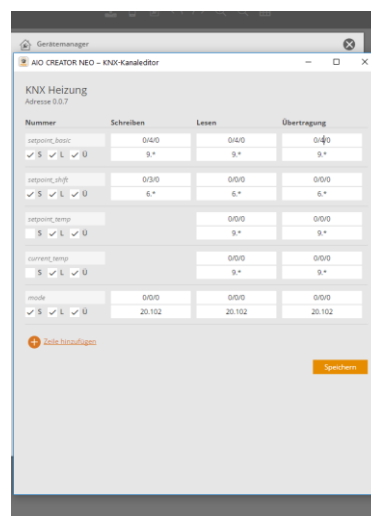 Gerätemanager
AIO CREATOR NEO – KNX-Kanaleditor
KNX Heizung
Adresse 0.0.7
Nummer Schreiben Lesen Übertragung
setpoint_basic 0/4/0 0/4/0 0/4/0
S L Ü 9.* 9.* 9.*
setpoint_shift 0/3/0 0/0/0 0/0/0
S L Ü 6.* 6.* 6.*
setpoint_temp 0/0/0 0/0/0
S L Ü 9.* 9.*
current_temp 0/0/0 0/0/0
S L Ü 9.* 9.*
mode 0/0/0 0/0/0 0/0/0
S L Ü 20.102 20.102 20.102
Zeile hinzufügen
Speichern